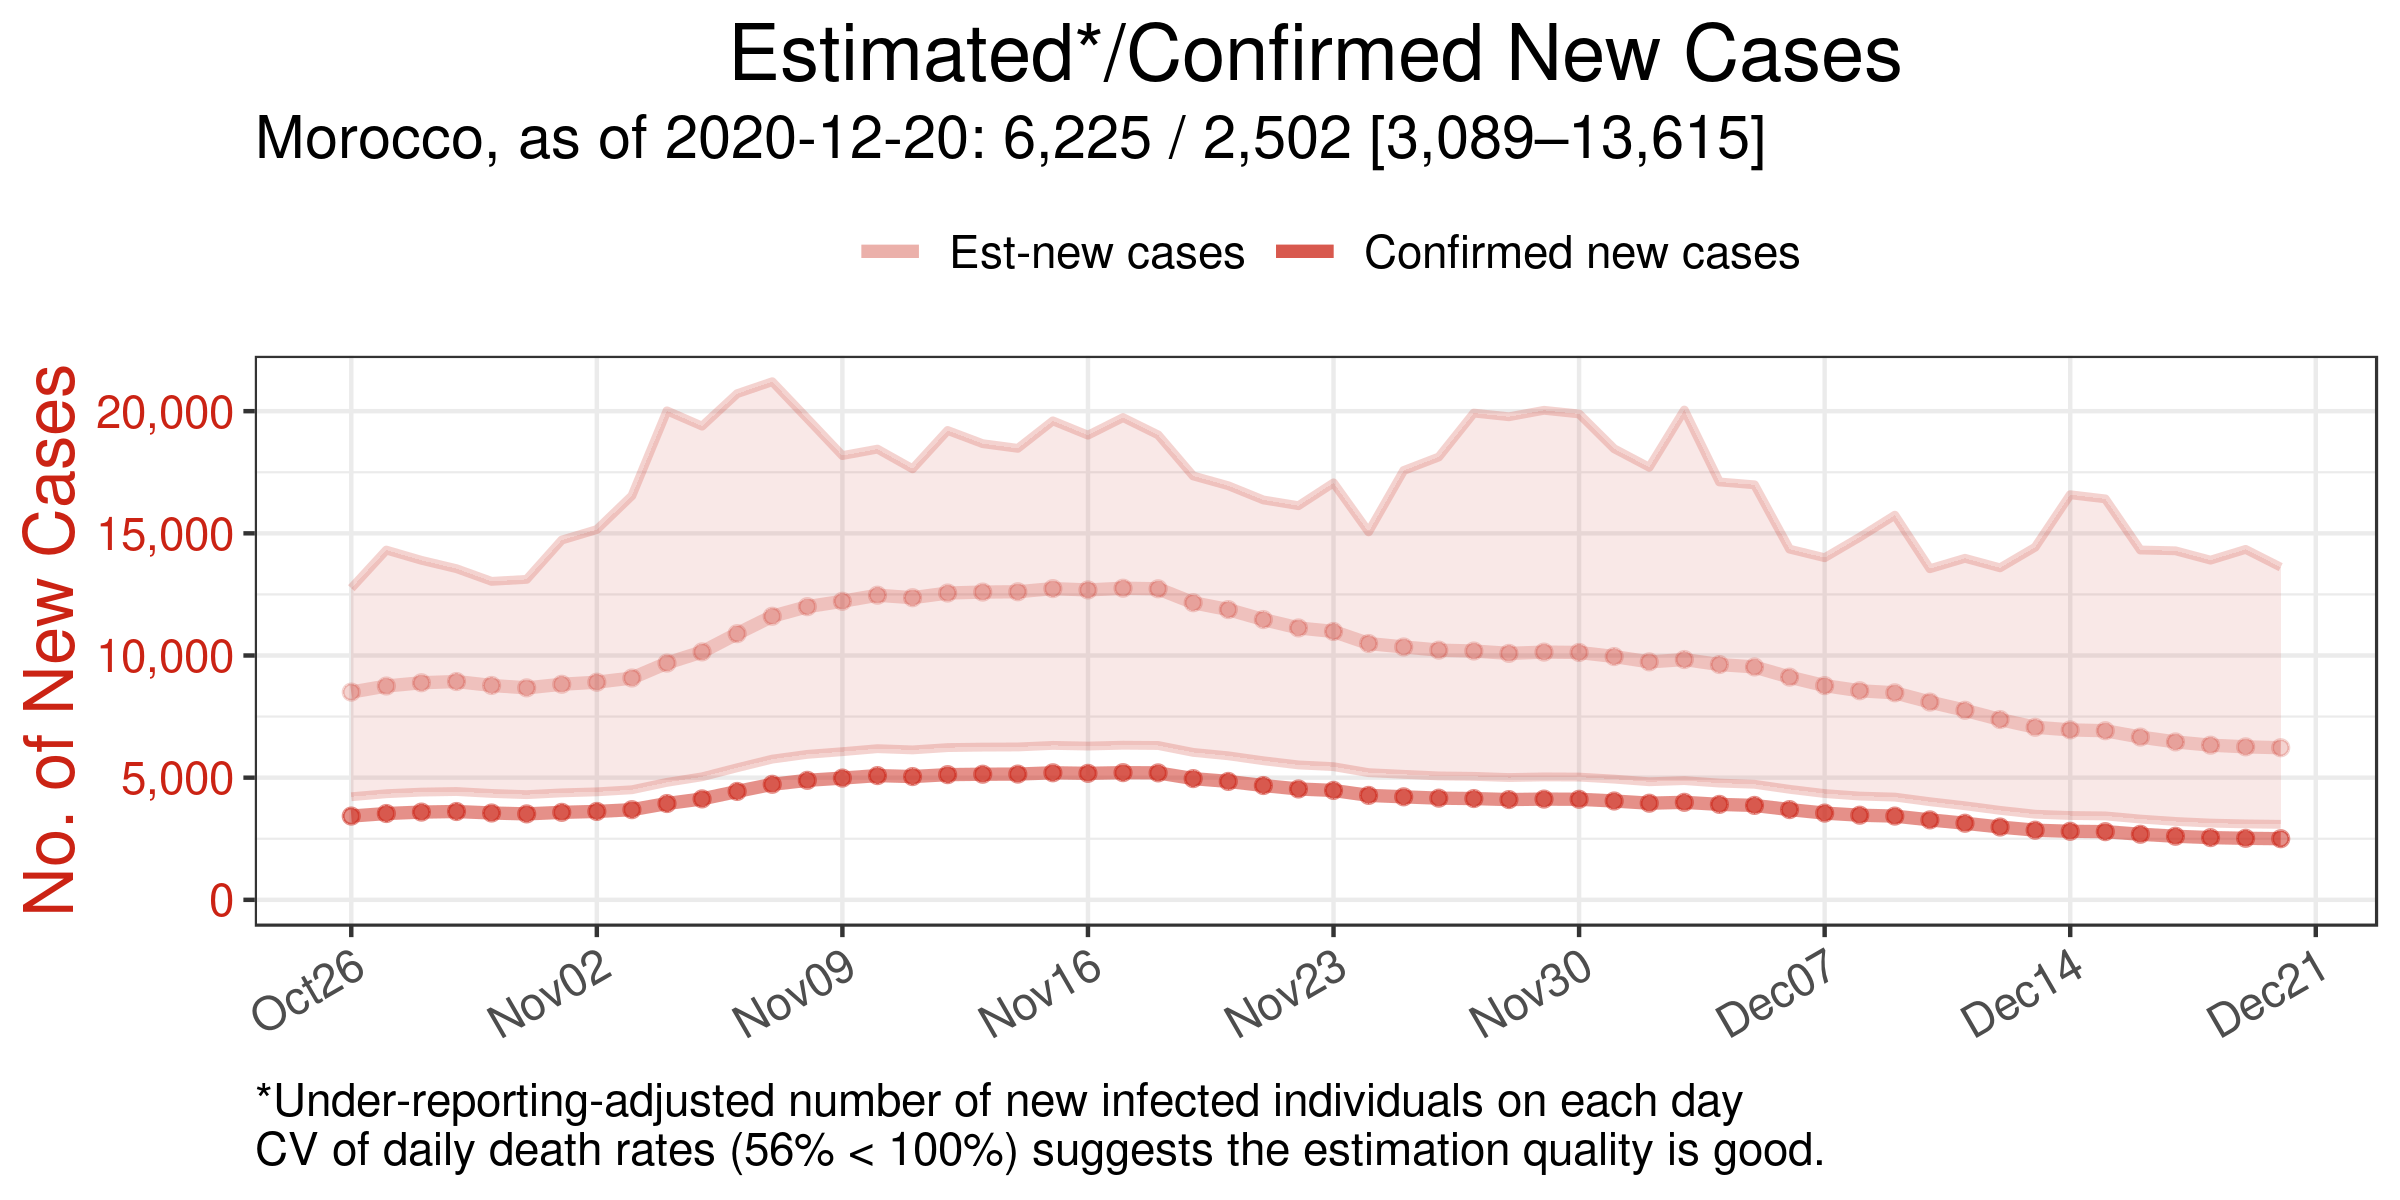 Estimated*/Confirmed New Cases
Morocco, as of 2020-12-20: 6,225 / 2,502 [3,089–13,615]
Est-new cases
Confirmed new cases
No. of New Cases
20,000
15,000
10,000
5,000
0
Oct26
Nov02
Nov09
Nov16
Nov23
Nov30
Dec07
Dec14
Dec21
*Under-reporting-adjusted number of new infected individuals on each day
CV of daily death rates (56% < 100%) suggests the estimation quality is good.